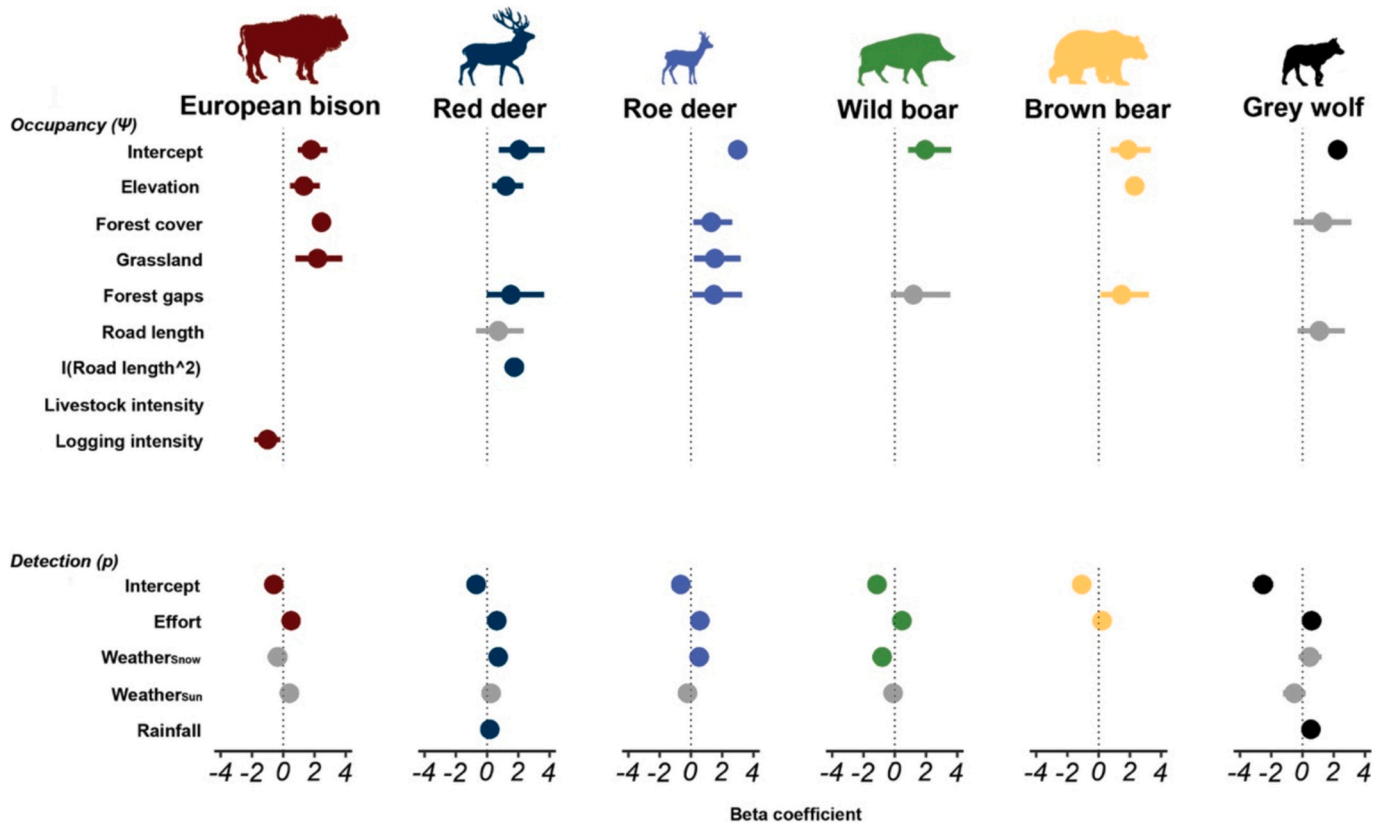 European bison Red deer Roe deer Wild boar Brown bear Grey wolf
Occupancy (Ψ)
Intercept
Elevation
Forest cover
Grassland
Forest gaps
Road length
I(Road length^2)
Livestock intensity
Logging intensity
Detection (p)
Intercept
Effort
WeatherSnow
WeatherSun
Rainfall
-4 -2 0 2 4 -4 -2 0 2 4 -4 -2 0 2 4 -4 -2 0 2 4 -4 -2 0 2 4 -4 -2 0 2 4
Beta coefficient